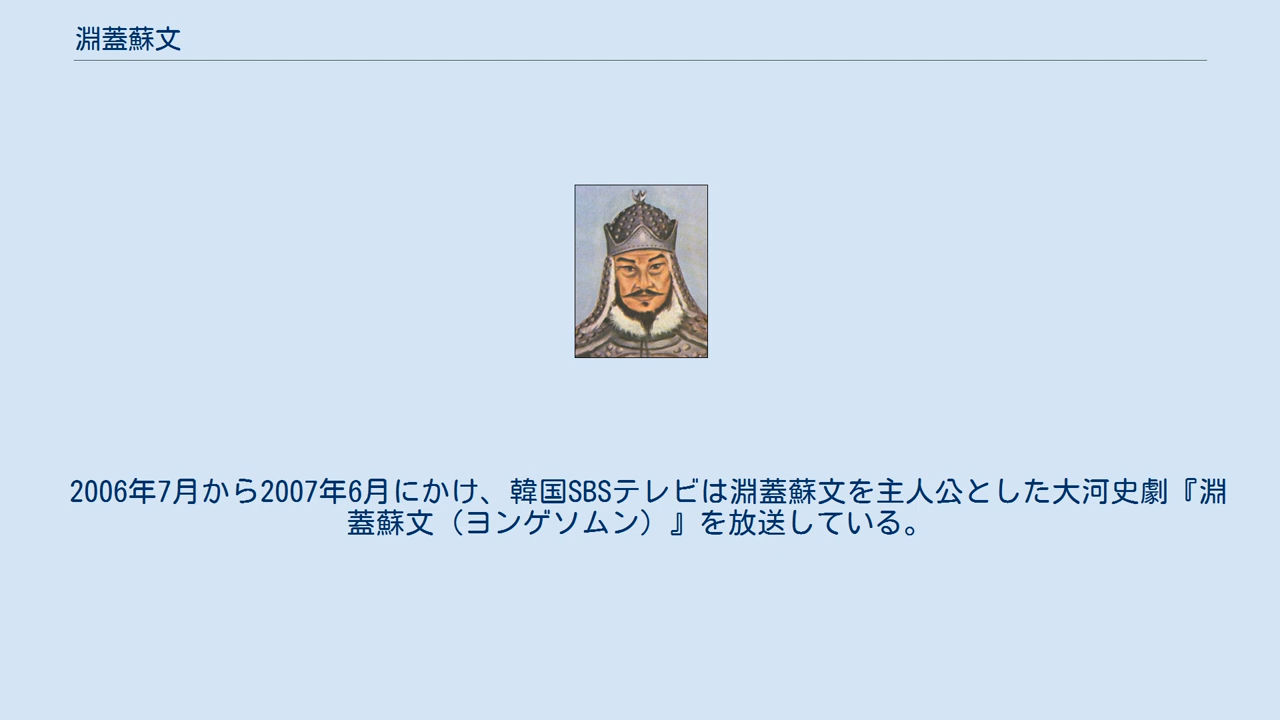 淵蓋蘇文
2006年7月から2007年6月にかけ、韓国SBSテレビは淵蓋蘇文を主人公とした大河史劇『淵
蓋蘇文（ヨンゲソムン）』を放送している。